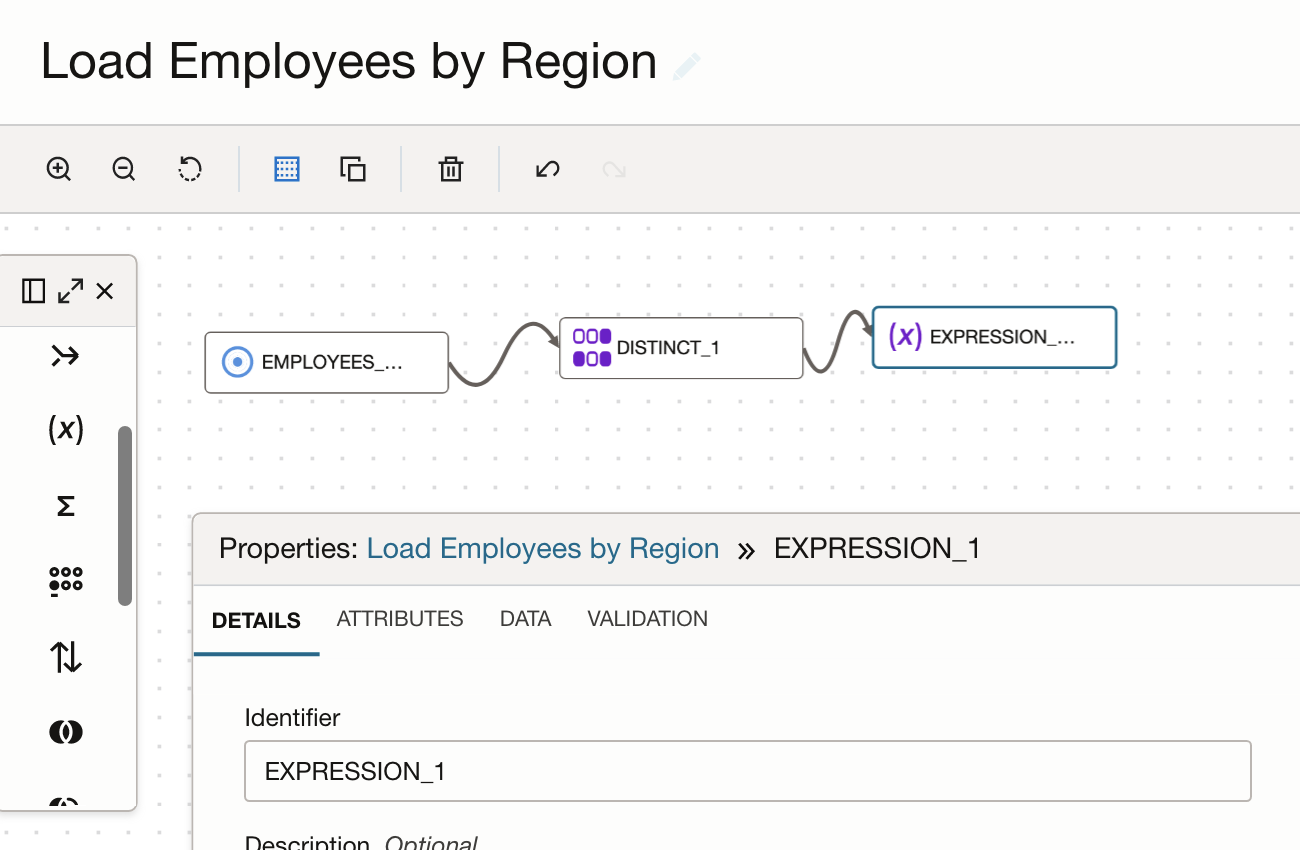 Load Employees by Region
EMPLOYEES_...
DISTINCT_1
(x) EXPRESSION_...
(x)
Σ
Properties: Load Employees by Region » EXPRESSION_1
DETAILS ATTRIBUTES DATA VALIDATION
Identifier
EXPRESSION_1
Description Optional